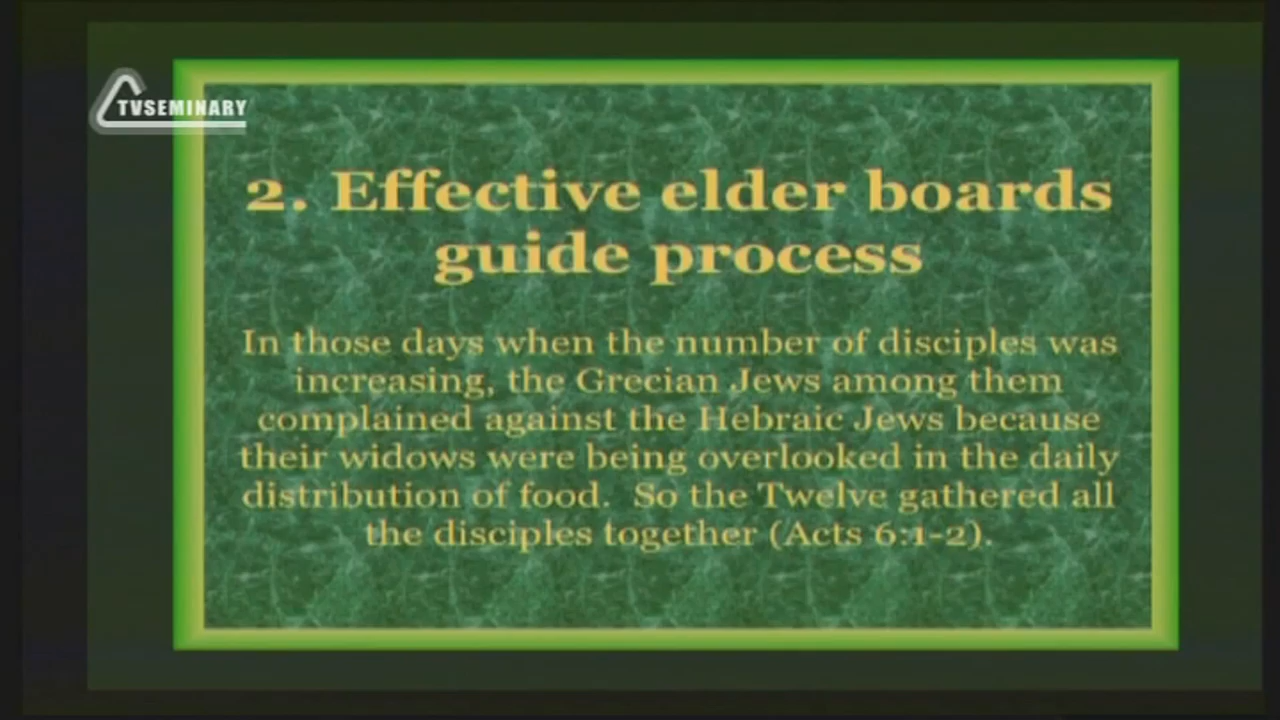 TVSEMINARY
2. Effective elder boards
guide process
In those days when the number of disciples was
increasing, the Grecian Jews among them
complained against the Hebraic Jews because
their widows were being overlooked in the daily
distribution of food.  So the Twelve gathered all
the disciples together (Acts 6:1-2).